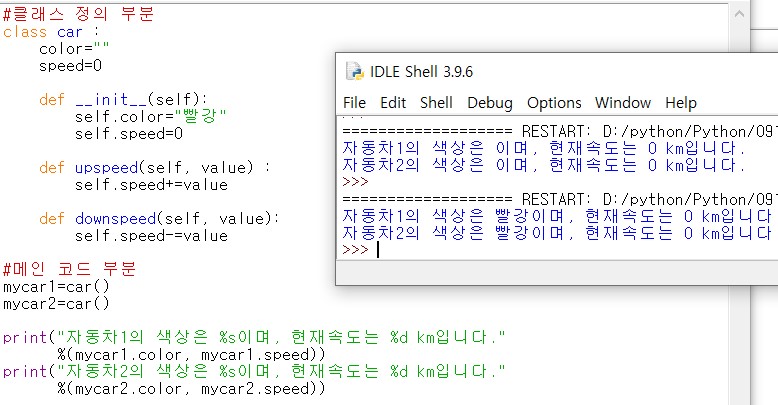 #클래스 정의 부분
class car :
    color=""
    speed=0
    def __init__(self):
        self.color="빨강"
        self.speed=0
    def upspeed(self, value) :
        self.speed+=value
    def downspeed(self, value):
        self.speed-=value
#메인 코드 부분
mycar1=car()
mycar2=car()
print("자동차1의 색상은 %s이며, 현재속도는 %d km입니다."
      %(mycar1.color, mycar1.speed))
print("자동차2의 색상은 %s이며, 현재속도는 %d km입니다."
      %(mycar2.color, mycar2.speed))
IDLE Shell 3.9.6
File Edit Shell Debug Options Window Help
>>>
=================== RESTART: D:/python/Python/09
자동차1의 색상은 이며, 현재속도는 0 km입니다.
자동차2의 색상은 이며, 현재속도는 0 km입니다.
>>>
=================== RESTART: D:/python/Python/09
자동차1의 색상은 빨강이며, 현재속도는 0 km입니다
자동차2의 색상은 빨강이며, 현재속도는 0 km입니다
>>>